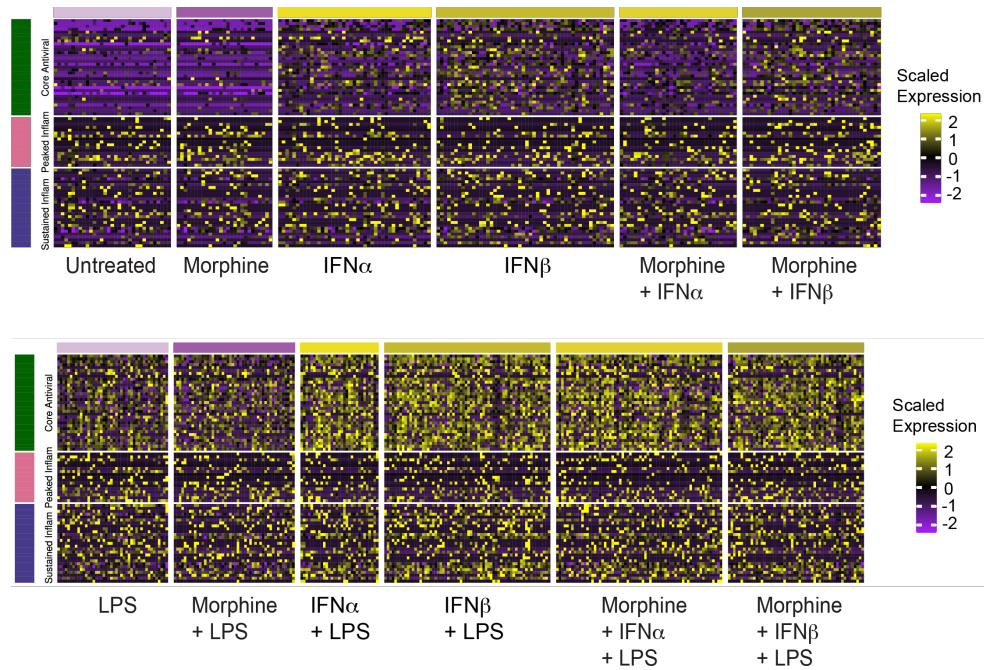 Core Antiviral
Peaked Inflam
Sustained Inflam
Untreated
Morphine
IFNα
IFNβ
Morphine
+ IFNα
Morphine
+ IFNβ
Scaled
Expression
2
1
0
-1
-2
Core Antiviral
Peaked Inflam
Sustained Inflam
LPS
Morphine
+ LPS
IFNα
+ LPS
IFNβ
+ LPS
Morphine
+ IFNα
+ LPS
Morphine
+ IFNβ
+ LPS
Scaled
Expression
2
1
0
-1
-2